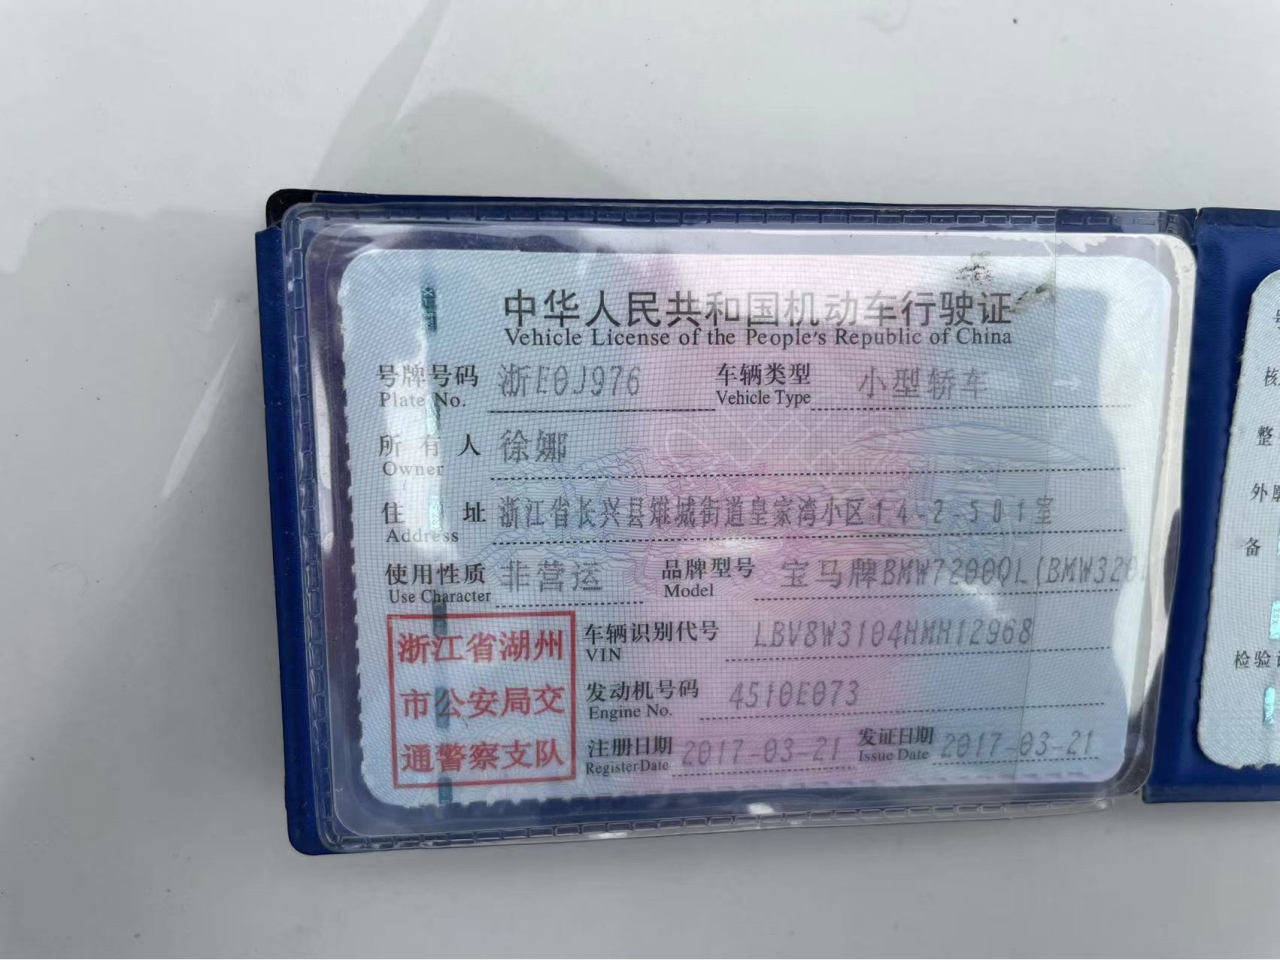 中华人民共和国机动车行驶证
Vehicle License of the People's Republic of China
号牌号码 浙E0J976 车辆类型 小型轿车
Plate No. Vehicle Type
所有人 徐娜
Owner
住址 浙江省长兴县雉城街道皇家湾小区14-2-501室
Address
使用性质 非营运 品牌型号 宝马牌BMW7200QL(BMW320
Use Character Model
浙江省湖州
市公安局交
通警察支队
车辆识别代号 LBV8W3104HMH12968
VIN
发动机号码 4510E073
Engine No.
注册日期 2017-03-21 发证日期 2017-03-21
Register Date Issue Date
核
整
外
备
检验